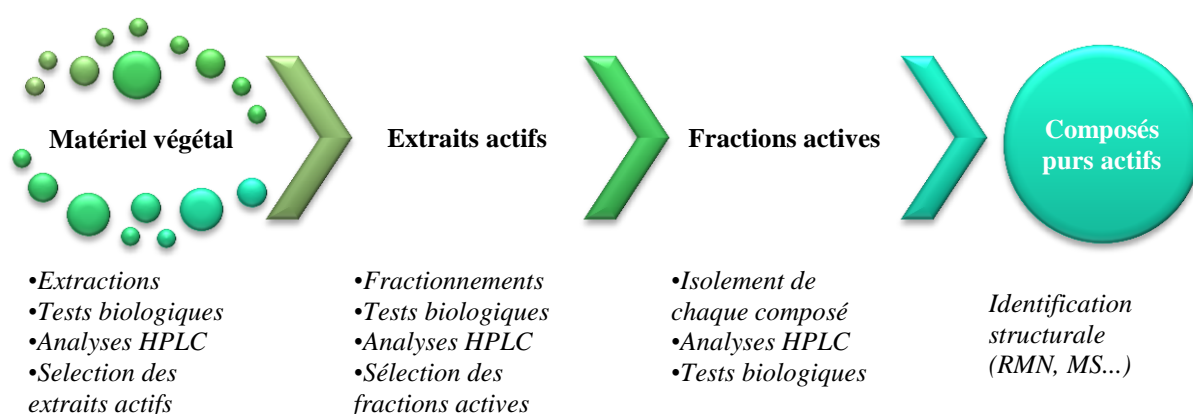 Matériel végétal
Extraits actifs
Fractions actives
Composés
purs actifs
•Extractions
•Tests biologiques
•Analyses HPLC
•Selection des
extraits actifs
•Fractionnements
•Tests biologiques
•Analyses HPLC
•Sélection des
fractions actives
•Isolement de
chaque composé
•Analyses HPLC
•Tests biologiques
Identification
structurale
(RMN, MS...)